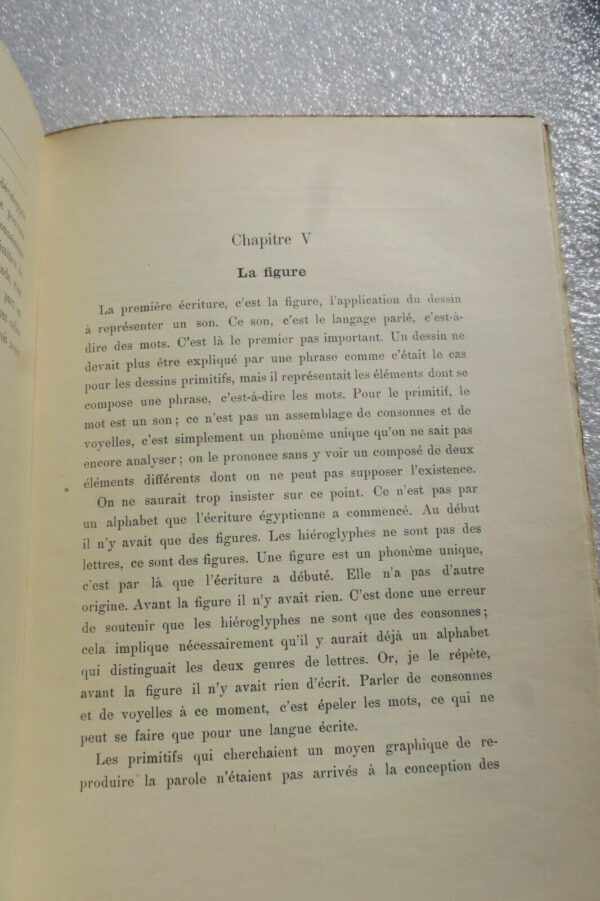 Chapitre V
La figure
La première écriture, c'est la figure, l'application du dessin
à représenter un son. Ce son, c'est le langage parlé, c'est-à-
dire des mots. C'est là le premier pas important. Un dessin ne
devait plus être expliqué par une phrase comme c'était le cas
pour les dessins primitifs, mais il représentait les éléments dont se
compose une phrase, c'est-à-dire les mots. Pour le primitif, le
mot est un son; ce n'est pas un assemblage de consonnes et de
voyelles, c'est simplement un phonème unique qu'on ne sait pas
encore analyser; on le prononce sans y voir un composé de deux
éléments différents dont on ne peut pas supposer l'existence.
On ne saurait trop insister sur ce point. Ce n'est pas par
un alphabet que l'écriture égyptienne a commencé. Au début
il n'y avait que des figures. Les hiéroglyphes ne sont pas des
lettres, ce sont des figures. Une figure est un phonème unique,
c'est par là que l'écriture a débuté. Elle n'a pas d'autre
origine. Avant la figure il n'y avait rien. C'est donc une erreur
de soutenir que les hiéroglyphes ne sont que des consonnes;
cela implique nécessairement qu'il y aurait déjà un alphabet
qui distinguait les deux genres de lettres. Or, je le répète,
avant la figure il n'y avait rien d'écrit. Parler de consonnes
et de voyelles à ce moment, c'est épeler les mots, ce qui ne
peut se faire que pour une langue écrite.
Les primitifs qui cherchaient un moyen graphique de re-
produire la parole n'étaient pas arrivés à la conception des